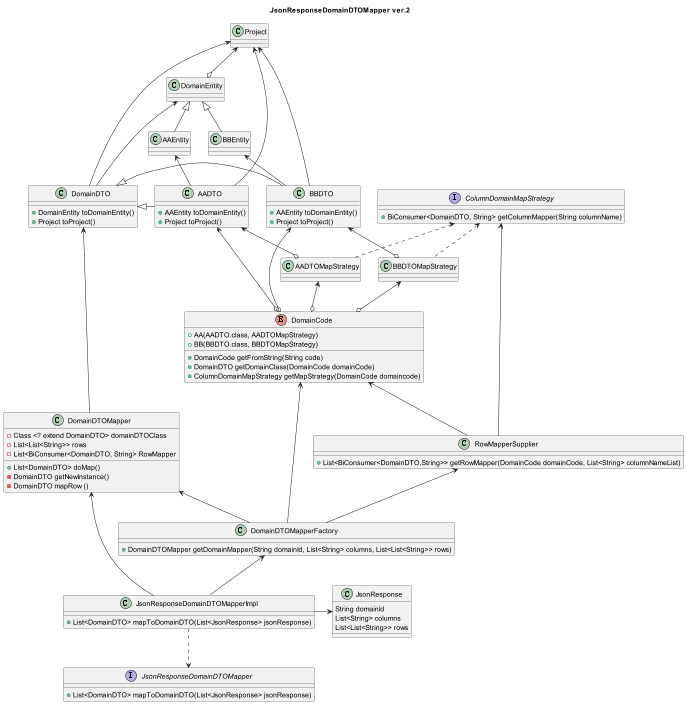 JsonResponseDomainDTOMapper ver.2
C Project
C DomainEntity
C AAEntity
C BBEntity
C DomainDTO
DomainEntity toDomainEntity()
Project toProject()
C AADTO
AAEntity toDomainEntity()
Project toProject()
C BBDTO
AAEntity toDomainEntity()
Project toProject()
I ColumnDomainMapStrategy
BiConsumer<DomainDTO, String> getColumnMapper(String columnName)
C AADTOMapStrategy
C BBDTOMapStrategy
E DomainCode
AA(AADTO.class, AADTOMapStrategy)
BB(BBDTO.class, BBDTOMapStrategy)
DomainCode getFromString(String code)
DomainDTO getDomainClass(DomainCode domainCode)
ColumnDomainMapStrategy getMapStrategy(DomainCode domaincode)
C DomainDTOMapper
Class <? extend DomainDTO> domainDTOClass
List<List<String>> rows
List<BiConsumer<DomainDTO, String> RowMapper
List<DomainDTO> doMap()
DomainDTO getNewInstance()
DomainDTO mapRow ()
C RowMapperSupplier
List<BiConsumer<DomainDTO,String>> getRowMapper(DomainCode domainCode, List<String> columnNameList)
C DomainDTOMapperFactory
DomainDTOMapper getDomainMapper(String domainId, List<String> columns, List<List<String>> rows)
C JsonResponseDomainDTOMapperImpl
List<DomainDTO> mapToDomainDTO(List<JsonResponse> jsonResponse)
C JsonResponse
String domainId
List<String> columns
List<List<String>> rows
I JsonResponseDomainDTOMapper
List<DomainDTO> mapToDomainDTO(List<JsonResponse> jsonResponse)